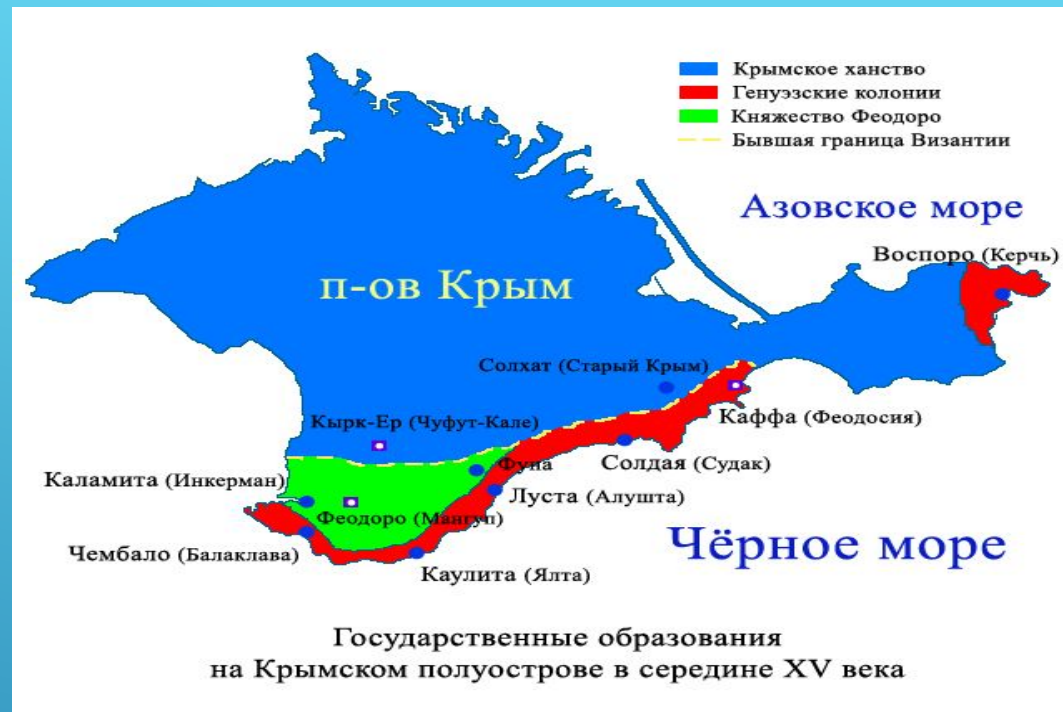 Крымское ханство
Генуэзские колонии
Княжество Феодоро
Бывшая граница Византии
Азовское море
Воспоро (Керчь)
п-ов Крым
Солхат (Старый Крым)
Каффа (Феодосия)
Кырк-Ер (Чуфут-Кале)
Солдая (Судак)
Фуна
Каламита (Инкерман)
Луста (Алушта)
Феодоро (Мангуп)
Чембало (Балаклава)
Чёрное море
Каулита (Ялта)
Государственные образования
на Крымском полуострове в середине XV века